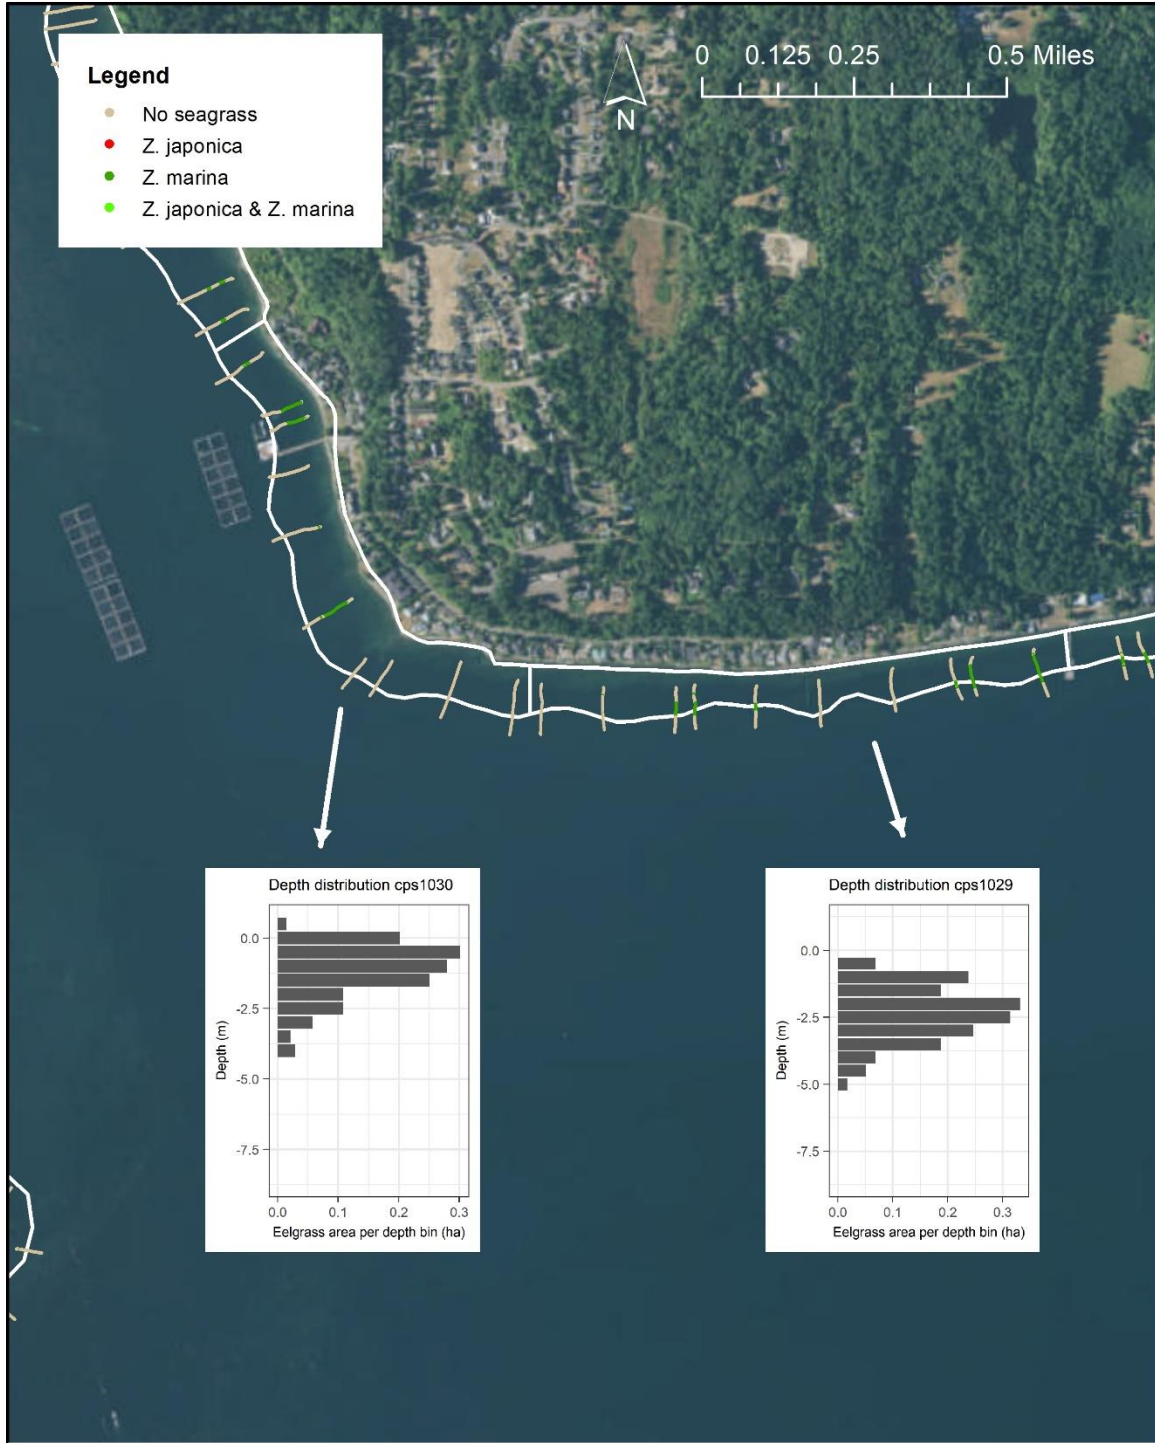 Legend
No seagrass
Z. japonica
Z. marina
Z. japonica & Z. marina
0 0.125 0.25 0.5 Miles
N
Depth distribution cps1030
0.0
-2.5
-5.0
-7.5
Depth (m)
0.0 0.1 0.2 0.3
Eelgrass area per depth bin (ha)
Depth distribution cps1029
0.0
-2.5
-5.0
-7.5
Depth (m)
0.0 0.1 0.2 0.3
Eelgrass area per depth bin (ha)